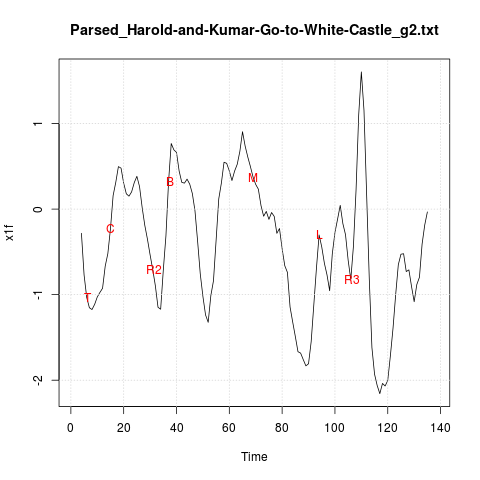 Parsed_Harold-and-Kumar-Go-to-White-Castle_g2.txt
x1f
1
0
-1
-2
T
C
R2
B
M
L
R3
0 20 40 60 80 100 120 140
Time